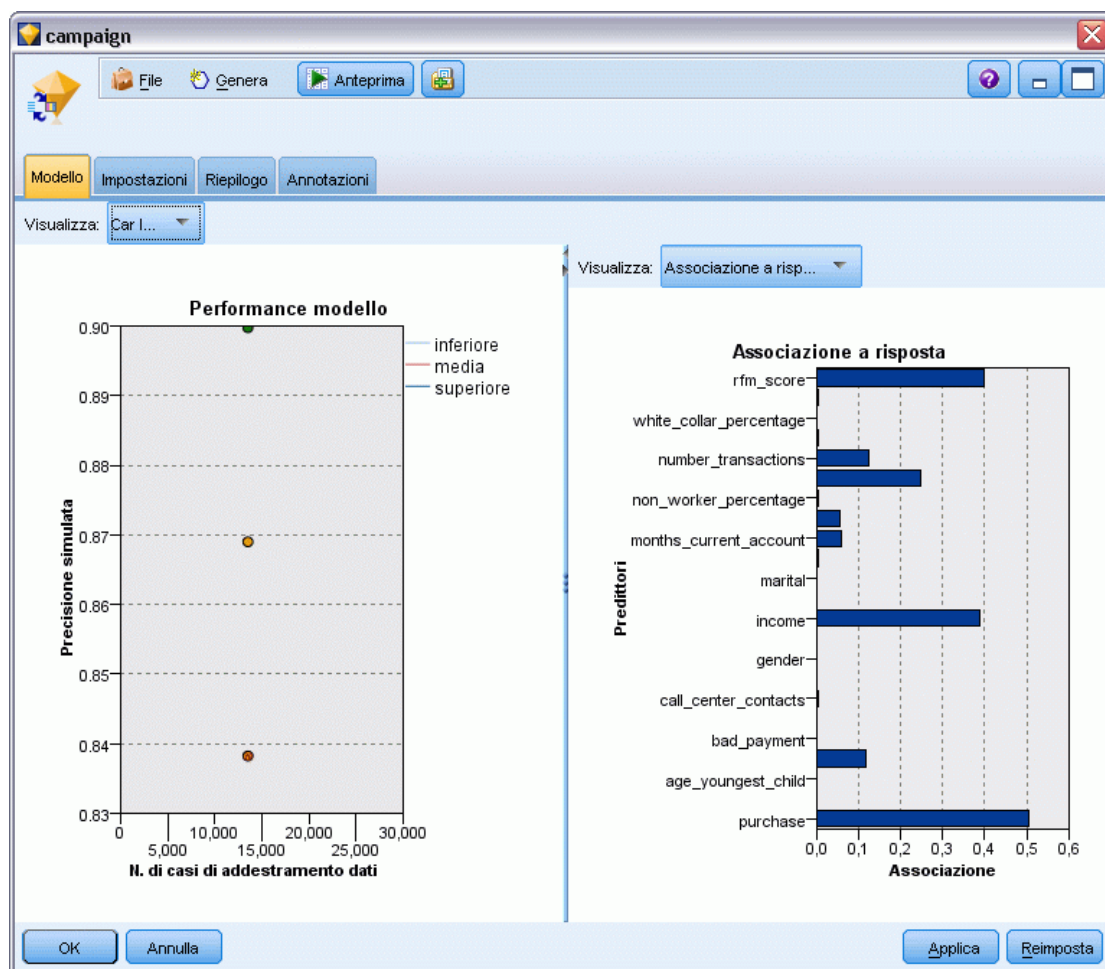 campaign
File Genera Anteprima
Modello Impostazioni Riepilogo Annotazioni
Visualizza: Car I...
Performance modello
0.90
0.89
0.88
0.87
0.86
0.85
0.84
0.83
Precisione simulata
0 10,000 20,000 30,000
5,000 15,000 25,000
N. di casi di addestramento dati
inferiore
media
superiore
Visualizza: Associazione a risp...
Associazione a risposta
rfm_score
white_collar_percentage
number_transactions
non_worker_percentage
months_current_account
marital
income
gender
call_center_contacts
bad_payment
age_youngest_child
purchase
Predittori
0,0 0,1 0,2 0,3 0,4 0,5 0,6
Associazione
OK Annulla Applica Reimposta